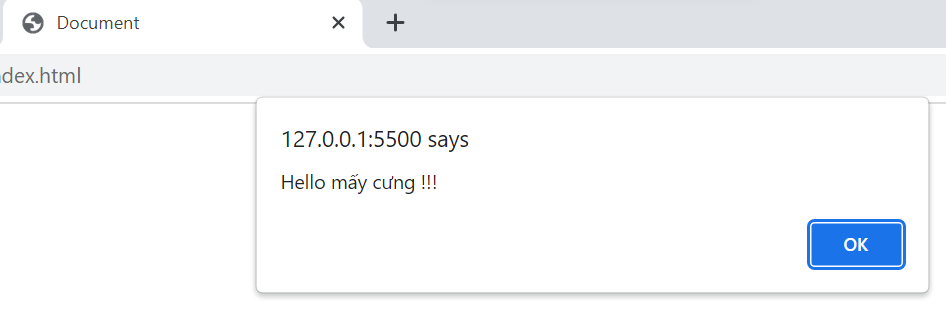 Document
dex.html
127.0.0.1:5500 says
Hello mấy cưng !!!
OK